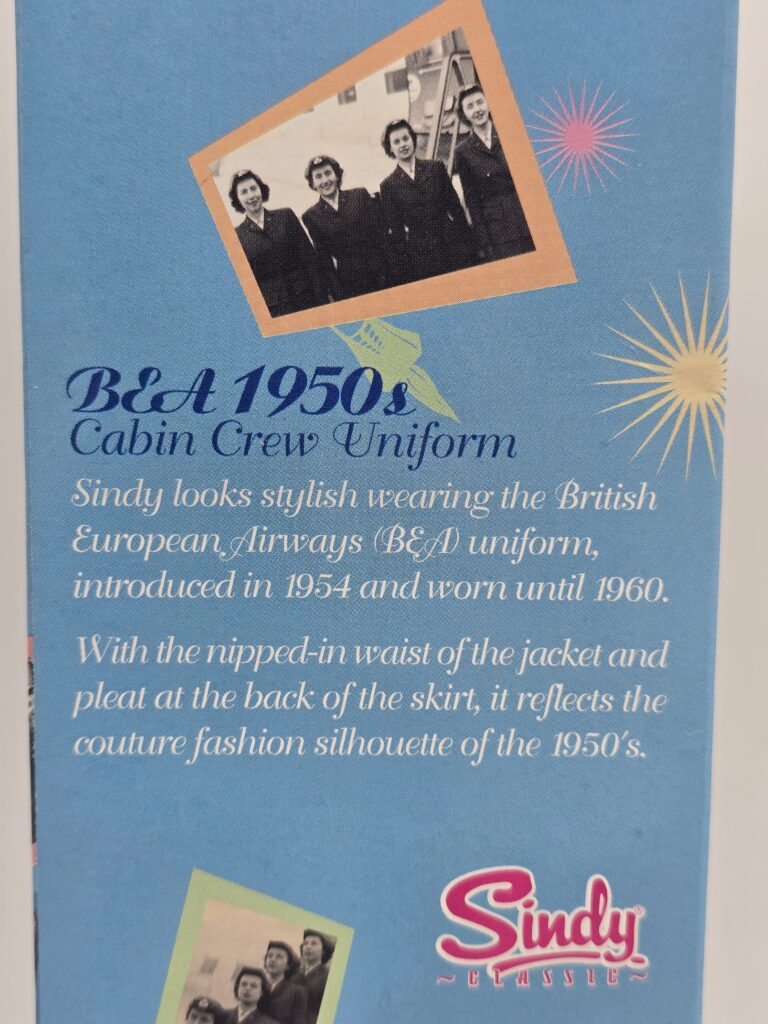 BEA 1950s
Cabin Crew Uniform
Sindy looks stylish wearing the British
European Airways (BEA) uniform,
introduced in 1954 and worn until 1960.
With the nipped-in waist of the jacket and
pleat at the back of the skirt, it reflects the
couture fashion silhouette of the 1950's.
Sindy®
~ CLASSIC ~